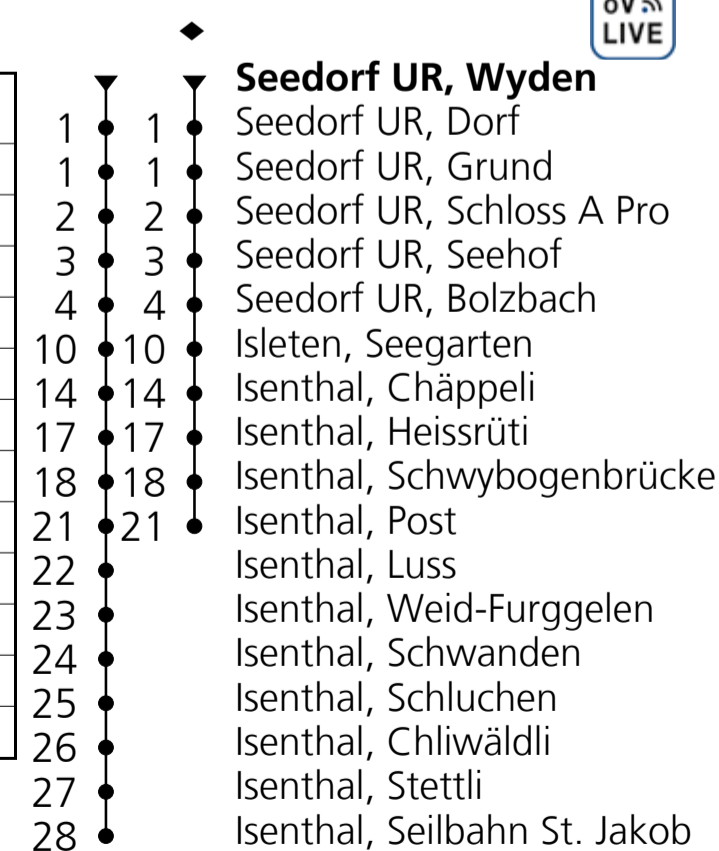 öV
LIVE
Seedorf UR, Wyden
1 1 Seedorf UR, Dorf
1 1 Seedorf UR, Grund
2 2 Seedorf UR, Schloss A Pro
3 3 Seedorf UR, Seehof
4 4 Seedorf UR, Bolzbach
10 10 Isleten, Seegarten
14 14 Isenthal, Chäppeli
17 17 Isenthal, Heissrüti
18 18 Isenthal, Schwybogenbrücke
21 21 Isenthal, Post
22 Isenthal, Luss
23 Isenthal, Weid-Furggelen
24 Isenthal, Schwanden
25 Isenthal, Schluchen
26 Isenthal, Chliwäldli
27 Isenthal, Stettli
28 Isenthal, Seilbahn St. Jakob